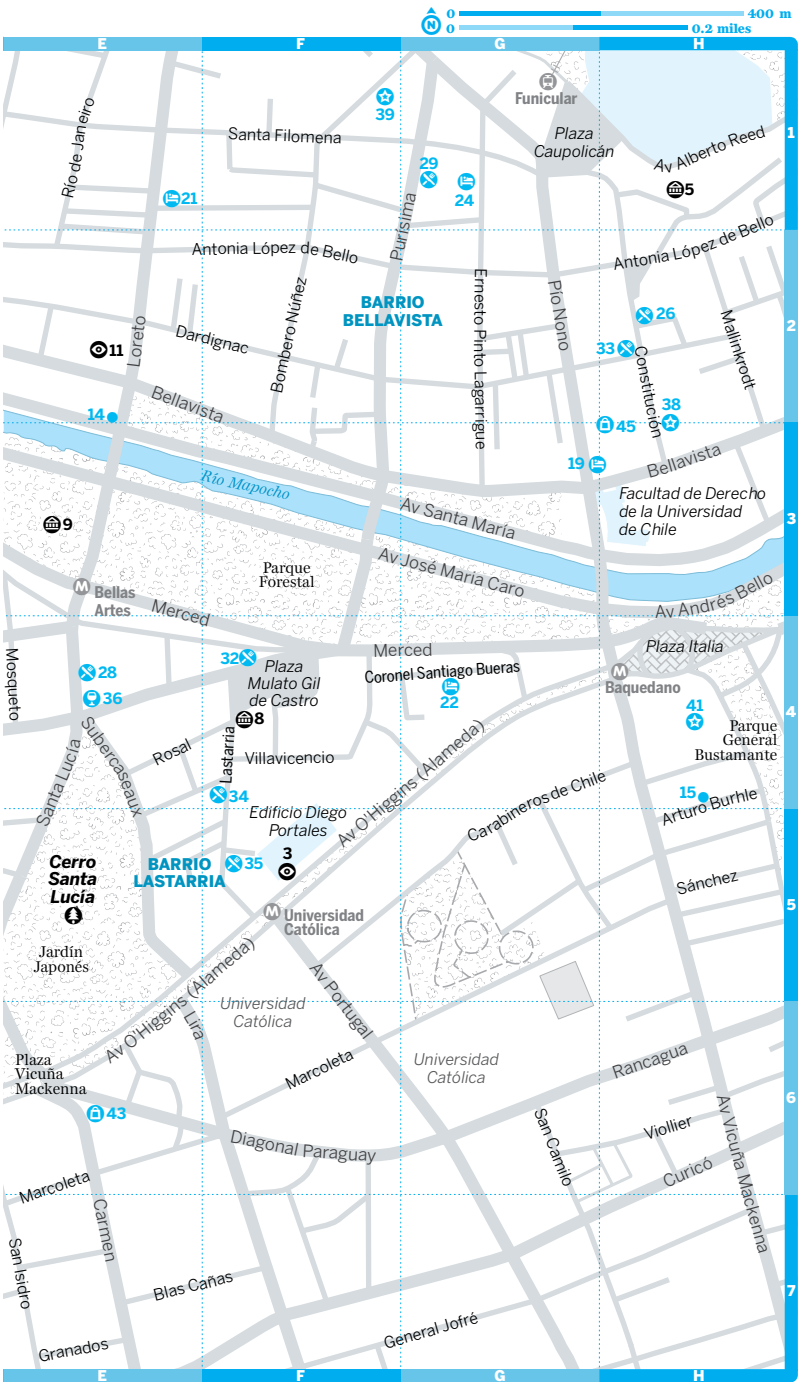 0 400 m
N 0 0.2 miles
E F G H
39
Funicular
Santa Filomena
Plaza
Caupolicán
1
Río de Janeiro
29
24
Av Alberto Reed
5
21
Purísima
Antonia López de Bello
Antonia López de Bello
Ernesto Pinto Lagarrigue
Pío Nono
BARRIO
BELLAVISTA
Bombero Núñez
26
2
Mallinkrodt
Loreto
Dardignac
11
33
Constitución
Bellavista
14
38
45
19
Bellavista
Río Mapocho
Facultad de Derecho
de la Universidad
de Chile
Av Santa María
9
3
Parque
Forestal
Av José María Caro
M
Bellas
Artes
Merced
Av Andrés Bello
Merced
Plaza Italia
Mosqueto
28
32
Plaza
Mulato Gil
de Castro
Coronel Santiago Bueras
22
M
Baquedano
36
8
41
4
Parque
General
Bustamante
Santa Lucía
Subercaseaux
Rosal
Lastarria
Villavicencio
Av O'Higgins (Alameda)
34
15
Arturo Burhle
Edificio Diego
Portales
Carabineros de Chile
Cerro
Santa
Lucía
BARRIO
LASTARRIA
35
3
Sánchez
5
M
Universidad
Católica
Jardín
Japonés
Av O'Higgins (Alameda)
Lira
Universidad
Católica
Av Portugal
Plaza
Vicuña
Mackenna
Marcoleta
Universidad
Católica
Rancagua
6
43
Diagonal Paraguay
San Camilo
Viollier
Av Vicuña Mackenna
Curicó
Marcoleta
Carmen
San Isidro
Blas Cañas
7
Granados
General Jofré
E F G H